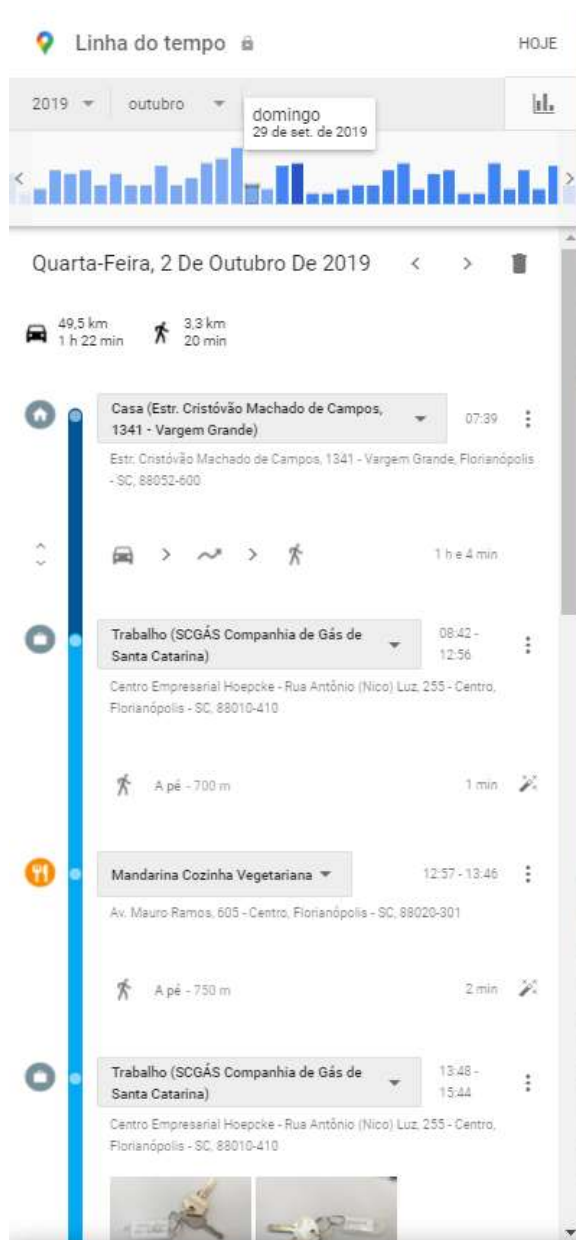 Linha do tempo
HOJE
2019
outubro
domingo
29 de set. de 2019
Quarta-Feira, 2 De Outubro De 2019
49,5 km
1 h 22 min
3,3 km
20 min
Casa (Estr. Cristóvão Machado de Campos,
1341 - Vargem Grande)
07:39
Estr. Cristóvão Machado de Campos, 1341 - Vargem Grande, Florianópolis
- SC, 88052-600
1 h e 4 min
Trabalho (SCGÁS Companhia de Gás de
Santa Catarina)
08:42 -
12:56
Centro Empresarial Hoepcke - Rua Antônio (Nico) Luz, 255 - Centro,
Florianópolis - SC, 88010-410
A pé - 700 m
1 min
Mandarina Cozinha Vegetariana
12:57 - 13:46
Av. Mauro Ramos, 605 - Centro, Florianópolis - SC, 88020-301
A pé - 750 m
2 min
Trabalho (SCGÁS Companhia de Gás de
Santa Catarina)
13:48 -
15:44
Centro Empresarial Hoepcke - Rua Antônio (Nico) Luz, 255 - Centro,
Florianópolis - SC, 88010-410